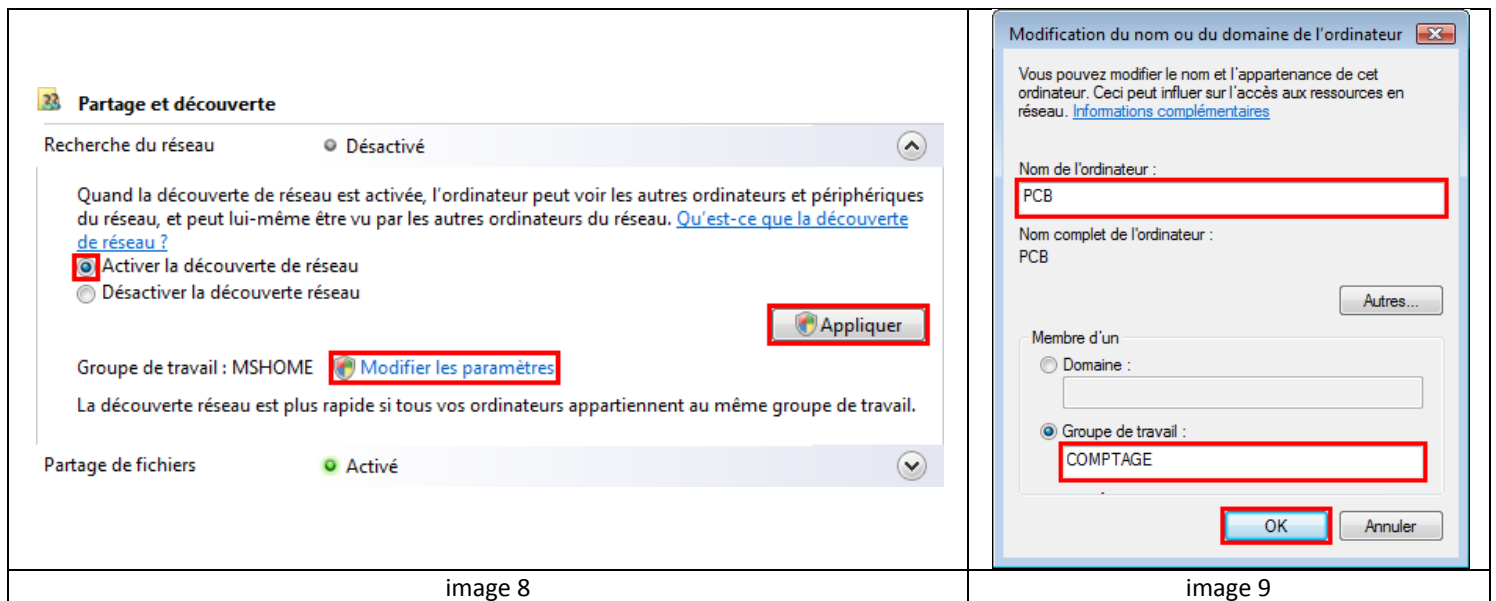 Partage et découverte
Recherche du réseau Désactivé
Quand la découverte de réseau est activée, l'ordinateur peut voir les autres ordinateurs et périphériques
du réseau, et peut lui-même être vu par les autres ordinateurs du réseau. Qu'est-ce que la découverte
de réseau ?
Activer la découverte de réseau
Désactiver la découverte réseau
Appliquer
Groupe de travail : MSHOME Modifier les paramètres
La découverte réseau est plus rapide si tous vos ordinateurs appartiennent au même groupe de travail.
Partage de fichiers Activé
image 8
Modification du nom ou du domaine de l'ordinateur
Vous pouvez modifier le nom et l'appartenance de cet
ordinateur. Ceci peut influer sur l'accès aux ressources en
réseau. Informations complémentaires
Nom de l'ordinateur :
PCB
Nom complet de l'ordinateur :
PCB
Autres...
Membre d'un
Domaine :
Groupe de travail :
COMPTAGE
OK Annuler
image 9